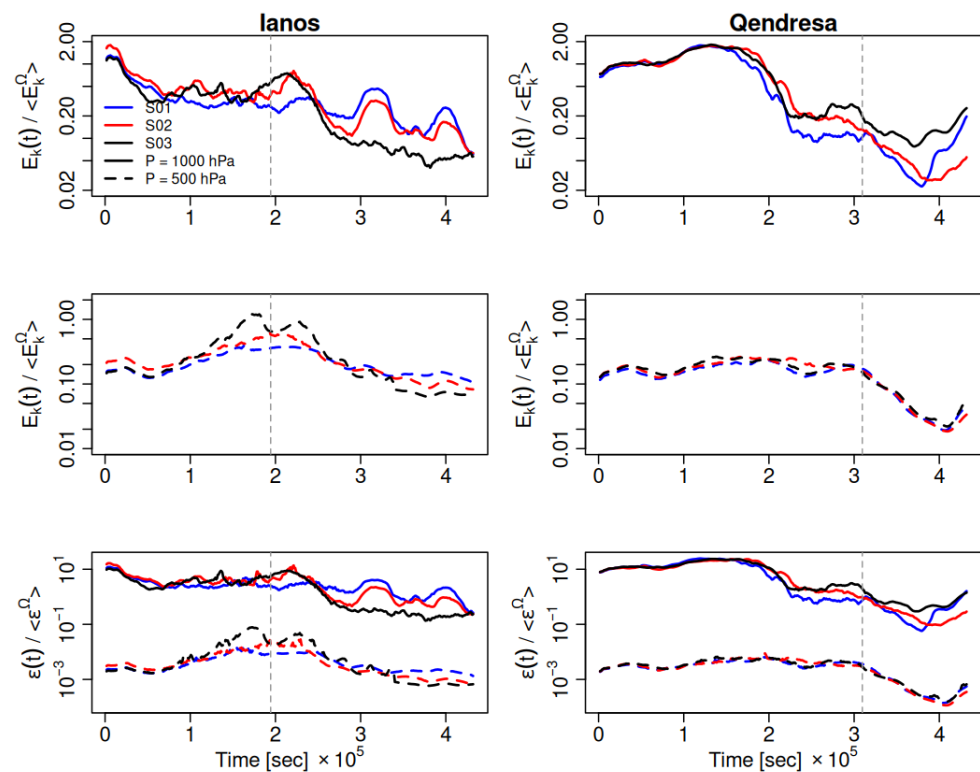 Ianos
Qendresa
E_k(t) / <E_k^Ω>
2.00
0.20
0.02
S01
S02
S03
P = 1000 hPa
P = 500 hPa
0 1 2 3 4
E_k(t) / <E_k^Ω>
2.00
0.20
0.02
0 1 2 3 4
E_k(t) / <E_k^Ω>
1.00
0.10
0.01
0 1 2 3 4
E_k(t) / <E_k^Ω>
1.00
0.10
0.01
0 1 2 3 4
ε(t) / <ε^Ω>
10^1
10^-1
10^-3
0 1 2 3 4
Time [sec] × 10^5
ε(t) / <ε^Ω>
10^1
10^-1
10^-3
0 1 2 3 4
Time [sec] × 10^5